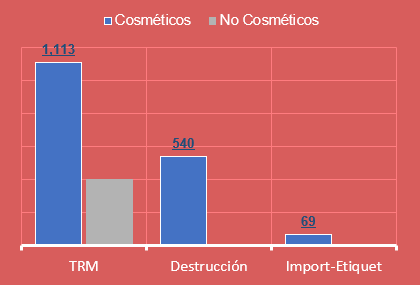 Cosméticos No Cosméticos
1,113
540
69
TRM Destrucción Import-Etiquet